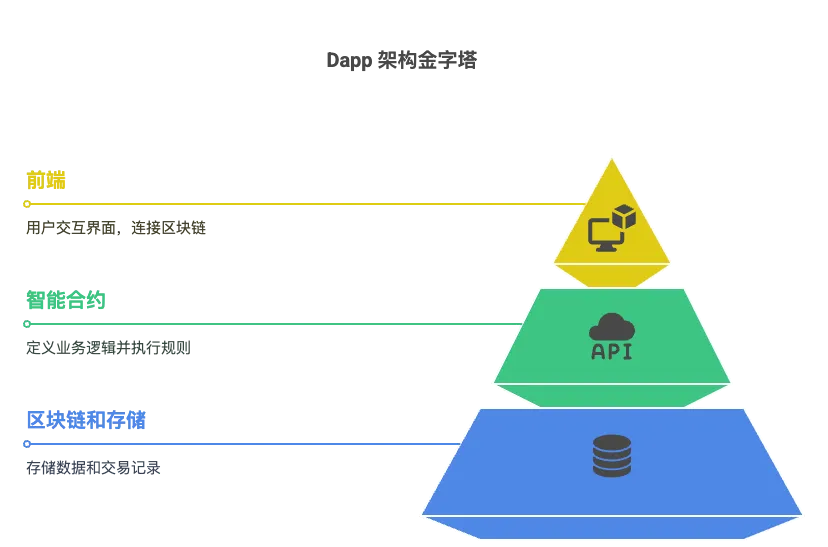 Dapp 架构金字塔
前端
用户交互界面，连接区块链
智能合约
定义业务逻辑并执行规则
API
区块链和存储
存储数据和交易记录